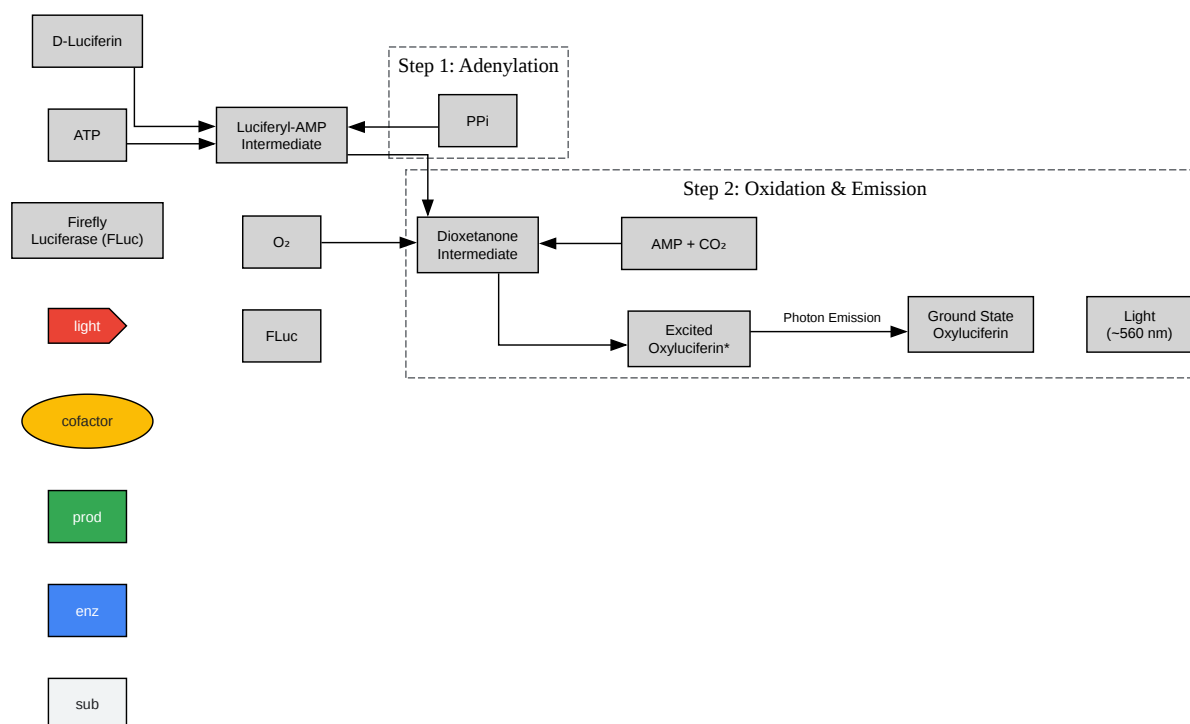 D-Luciferin
Step 1: Adenylation
ATP
Luciferyl-AMP
Intermediate
PPi
Step 2: Oxidation & Emission
Firefly
Luciferase (FLuc)
O₂
Dioxetanone
Intermediate
AMP + CO₂
light
FLuc
Excited
Oxyluciferin*
Photon Emission
Ground State
Oxyluciferin
Light
(~560 nm)
cofactor
prod
enz
sub